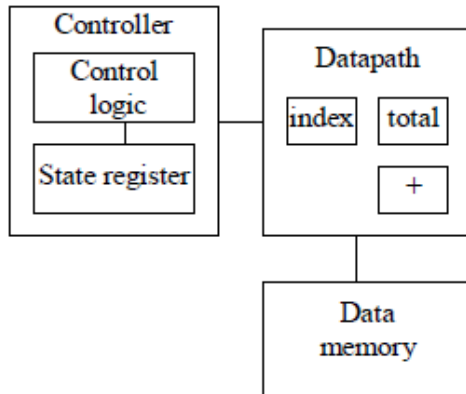 Controller
Control
logic
State register
Datapath
index
total
+
Data
memory